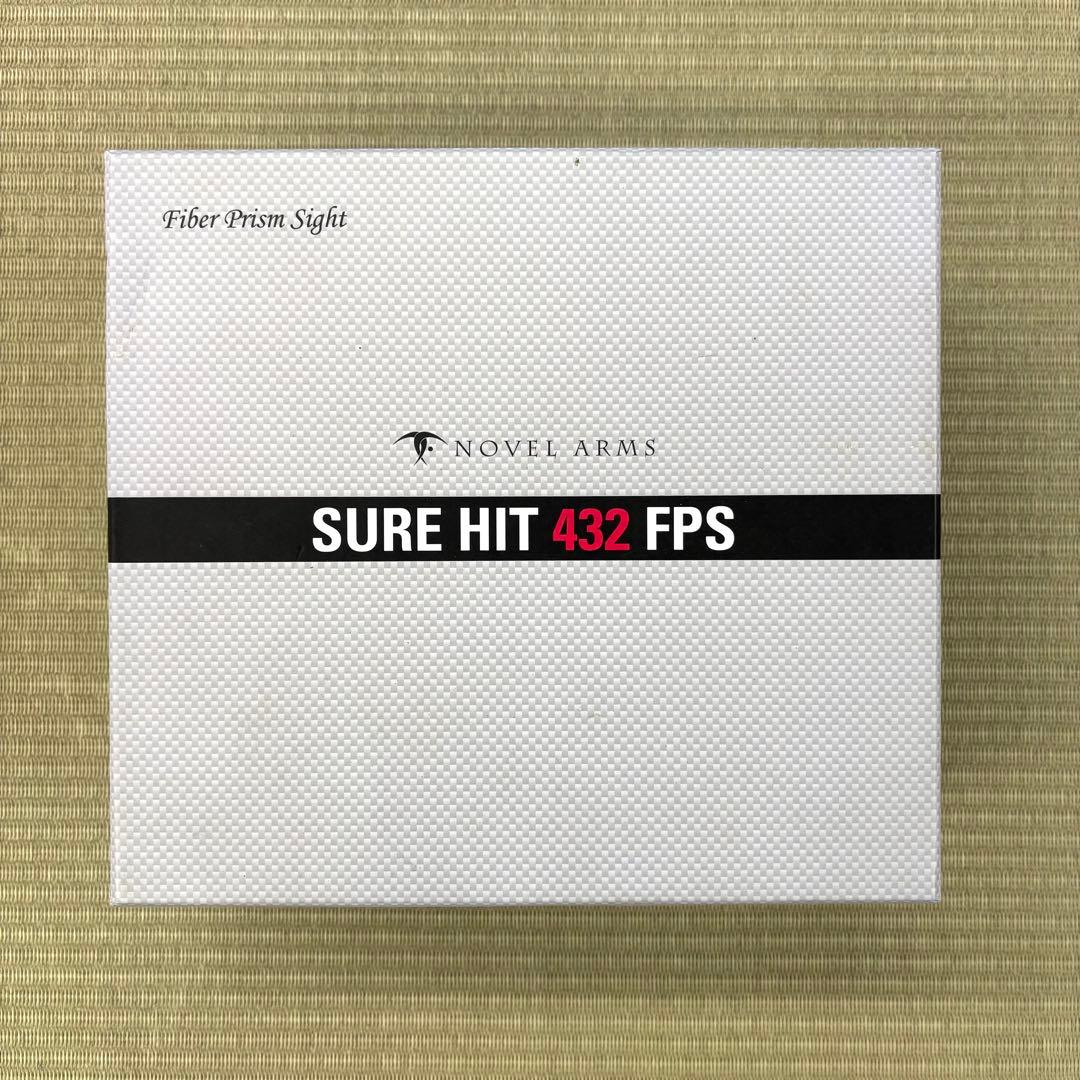 Fiber Prism Sight
NOVEL ARMS
SURE HIT 432 FPS